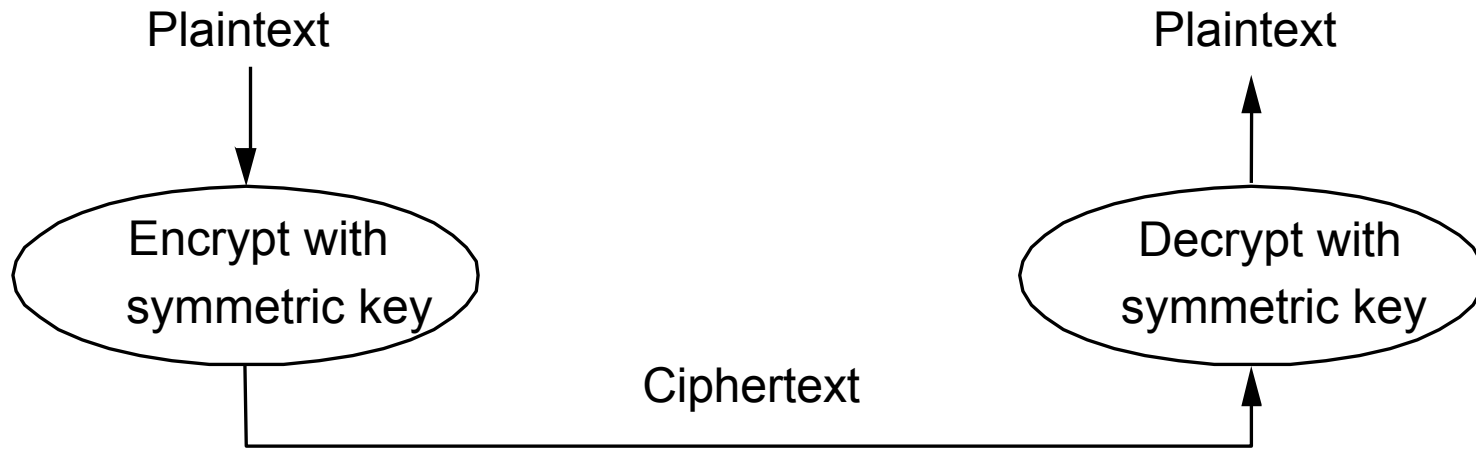 Plaintext
Encrypt with
symmetric key
Ciphertext
Plaintext
Decrypt with
symmetric key